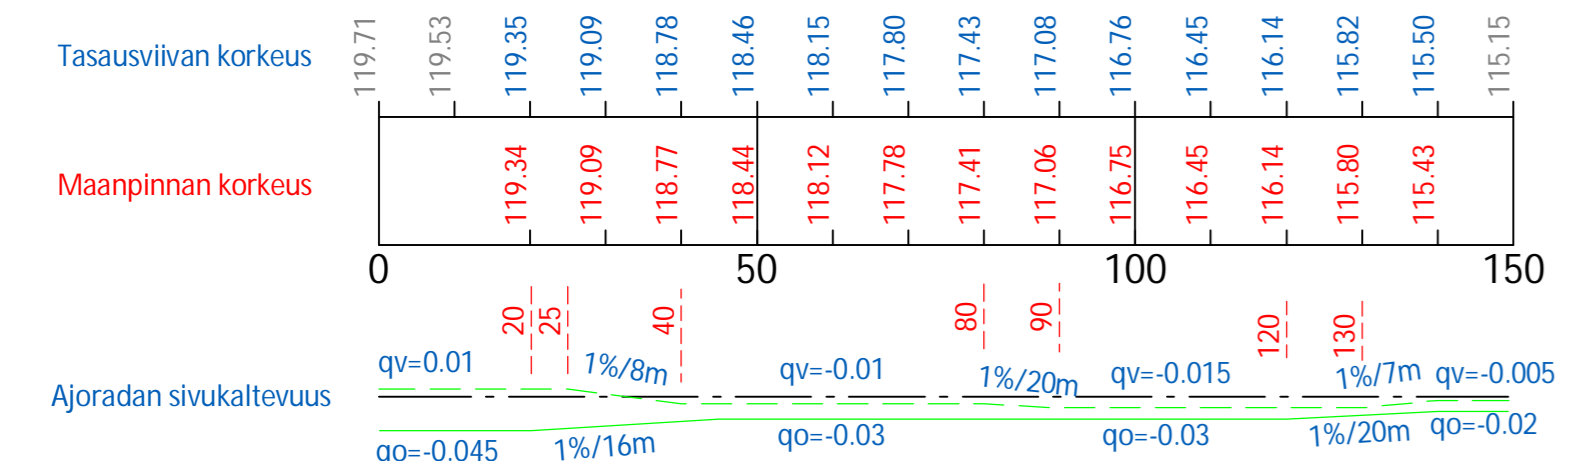 Tasausviivan korkeus 119.71 119.53 119.35 119.09 118.78 118.46 118.15 117.80 117.43 117.08 116.76 116.45 116.14 115.82 115.50 115.15
Maanpinnan korkeus 119.34 119.09 118.77 118.44 118.12 117.78 117.41 117.06 116.75 116.45 116.14 115.80 115.43
0 50 100 150
20 25 40 80 90 120 130
qv=0.01 1%/8m qv=-0.01 1%/20m qv=-0.015 1%/7m qv=-0.005
Ajoradan sivukaltevuus
qo=-0.045 1%/16m qo=-0.03 qo=-0.03 1%/20m qo=-0.02